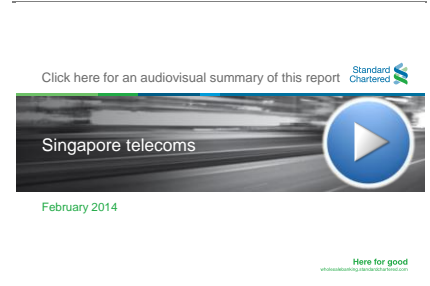 Click here for an audiovisual summary of this report
Standard
Chartered
Singapore telecoms
February 2014
Here for good
wholesalebanking.standardchartered.com